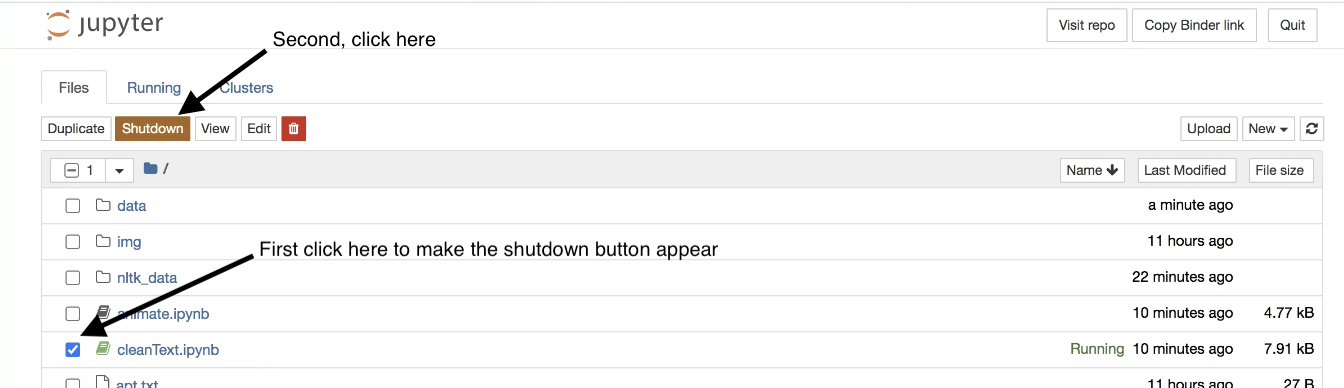 jupyter
Visit repo Copy Binder link Quit
Second, click here
Files Running Clusters
Duplicate Shutdown View Edit Upload New
1 / Name Last Modified File size
data a minute ago
img 11 hours ago
First click here to make the shutdown button appear
nltk_data 22 minutes ago
animate.ipynb 10 minutes ago 4.77 kB
cleanText.ipynb Running 10 minutes ago 7.91 kB
apt.txt 11 hours ago 27 B